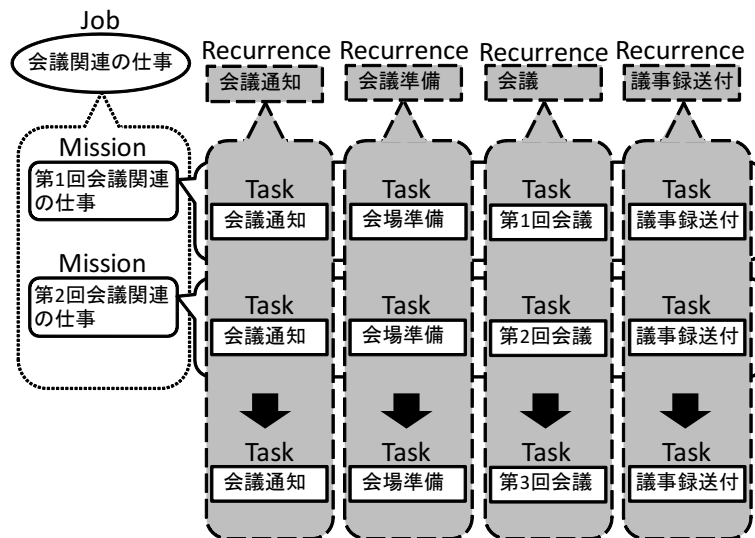 Job
会議関連の仕事
Recurrence
会議通知
Recurrence
会議準備
Recurrence
会議
Recurrence
議事録送付
Mission
第1回会議関連
の仕事
Task
会議通知
Task
会場準備
Task
第1回会議
Task
議事録送付
Mission
第2回会議関連
の仕事
Task
会議通知
Task
会場準備
Task
第2回会議
Task
議事録送付
Task
会議通知
Task
会場準備
Task
第3回会議
Task
議事録送付